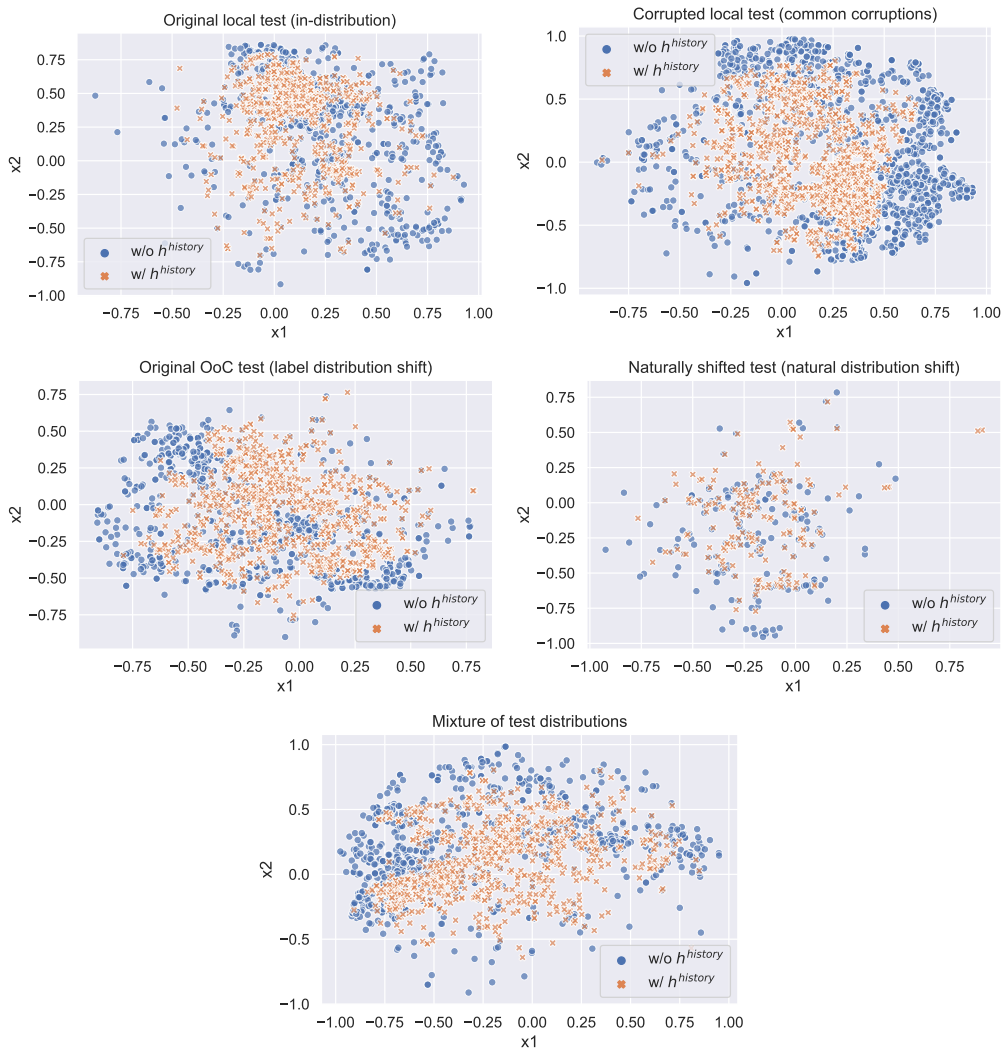 Original local test (in-distribution)
x2
0.75
0.50
0.25
0.00
−0.25
−0.50
−0.75
−1.00
w/o h^history
w/ h^history
−0.75 −0.50 −0.25 0.00 0.25 0.50 0.75 1.00
x1
Corrupted local test (common corruptions)
x2
1.0
0.5
0.0
−0.5
−1.0
w/o h^history
w/ h^history
−0.75 −0.50 −0.25 0.00 0.25 0.50 0.75 1.00
x1
Original OoC test (label distribution shift)
x2
0.75
0.50
0.25
0.00
−0.25
−0.50
−0.75
w/o h^history
w/ h^history
−0.75 −0.50 −0.25 0.00 0.25 0.50 0.75
x1
Naturally shifted test (natural distribution shift)
x2
0.75
0.50
0.25
0.00
−0.25
−0.50
−0.75
−1.00
w/o h^history
w/ h^history
−1.00 −0.75 −0.50 −0.25 0.00 0.25 0.50 0.75 1.00
x1
Mixture of test distributions
x2
1.0
0.5
0.0
−0.5
−1.0
w/o h^history
w/ h^history
−1.00 −0.75 −0.50 −0.25 0.00 0.25 0.50 0.75 1.00
x1